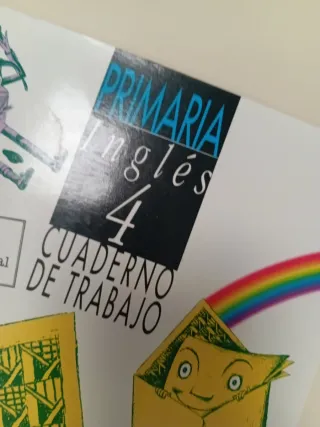 PRIMARIA
Inglés
4
CUADERNO
DE TRABAJO